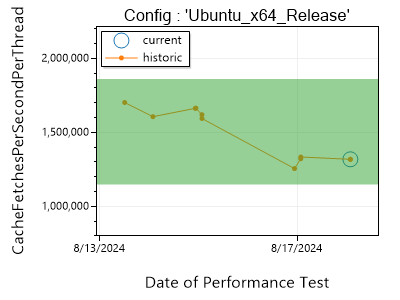 Config : 'Ubuntu_x64_Release'
current
historic
CacheFetchesPerSecondPerThread
2,000,000
1,500,000
1,000,000
8/13/2024
8/17/2024
Date of Performance Test